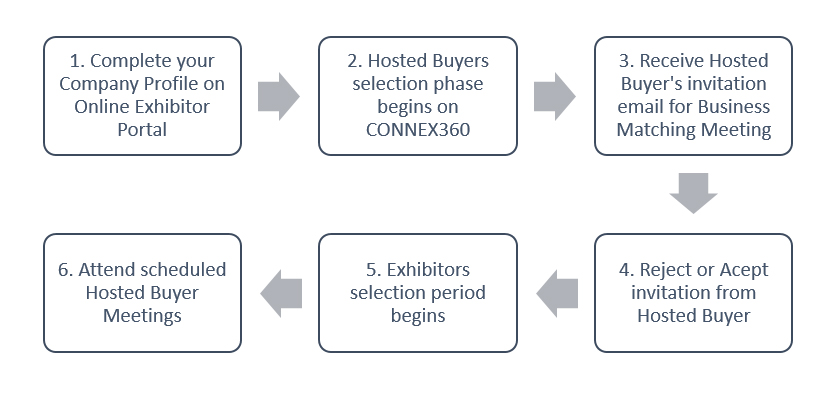 1. Complete your
Company Profile on
Online Exhibitor
Portal
2. Hosted Buyers
selection phase
begins on
CONNEX360
3. Receive Hosted
Buyer's invitation
email for Business
Matching Meeting
4. Reject or Acept
invitation from
Hosted Buyer
5. Exhibitors
selection period
begins
6. Attend scheduled
Hosted Buyer
Meetings